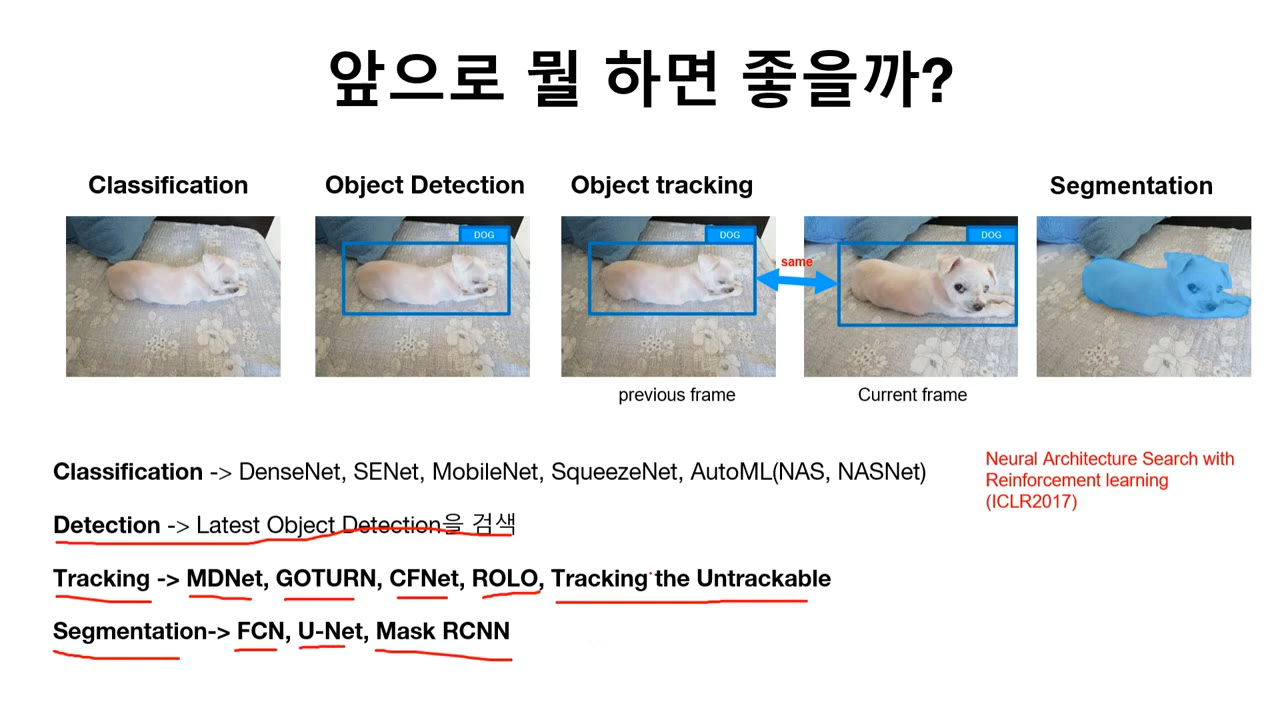 앞으로 뭘 하면 좋을까?
Classification
Object Detection
Object tracking
Segmentation
DOG
DOG
same
DOG
previous frame
Current frame
Classification -> DenseNet, SENet, MobileNet, SqueezeNet, AutoML(NAS, NASNet)
Neural Architecture Search with
Reinforcement learning
(ICLR2017)
Detection -> Latest Object Detection을 검색
Tracking -> MDNet, GOTURN, CFNet, ROLO, Tracking the Untrackable
Segmentation-> FCN, U-Net, Mask RCNN